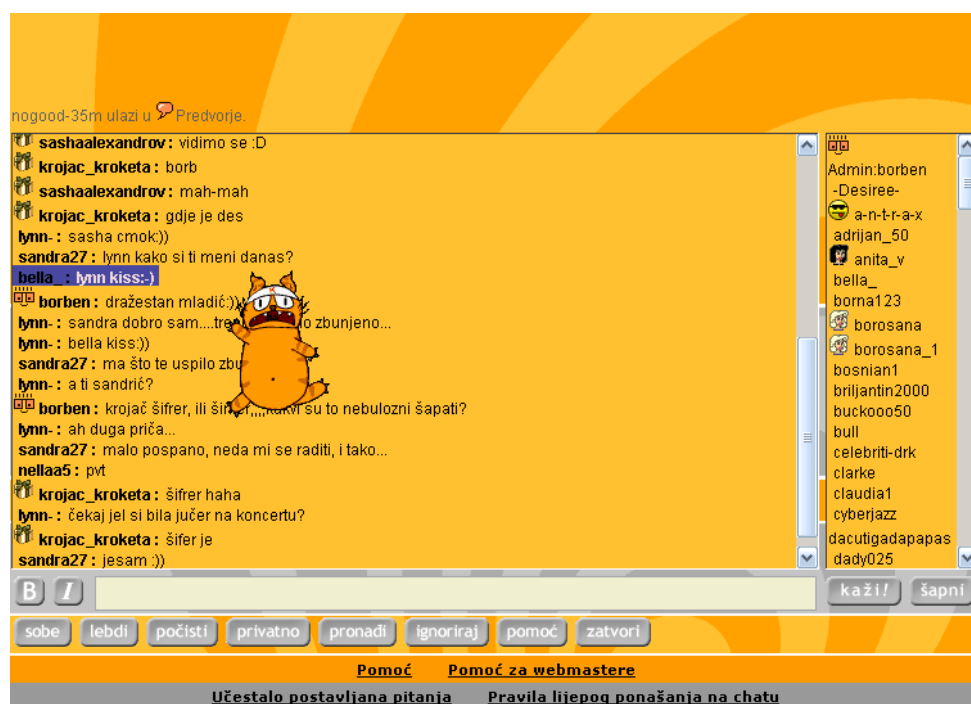 nogood-35m ulazi u Predvorje.
sashaalexandrov : vidimo se :D
krojac_kroketa : borb
sashaalexandrov : mah-mah
krojac_kroketa : gdje je des
lynn- : sasha cmok:))
sandra27 : lynn kako si ti meni danas?
bella_ : lynn kiss:-)
borben : dražestan mladić:))
lynn- : sandra dobro sam.... zbunjeno...
lynn- : bella kiss:))
sandra27 : ma što te uspilo
lynn- : a ti sandrić?
borben : krojač šifrer, ili su to nebulozni šapati?
lynn- : ah duga priča...
sandra27 : malo pospano, neda mi se raditi, i tako...
nellaa5 : pvt
krojac_kroketa : šifrer haha
lynn- : čekaj jel si bila jučer na koncertu?
krojac_kroketa : šifer je
sandra27 : jesam :))
Admin:borben
-Desiree-
a-n-t-r-a-x
adrijan_50
anita_v
bella_
borna123
borosana
borosana_1
bosnian1
briljantin2000
buckooo50
bull
celebriti-drk
clarke
claudia1
cyberjazz
dacutigadapapas
dady025
B I kaži! šapni
sobe lebdi počisti privatno pronađi ignoriraj pomoć zatvori
Pomoć Pomoć za webmastere
Učestalo postavljana pitanja Pravila lijepog ponašanja na chatu